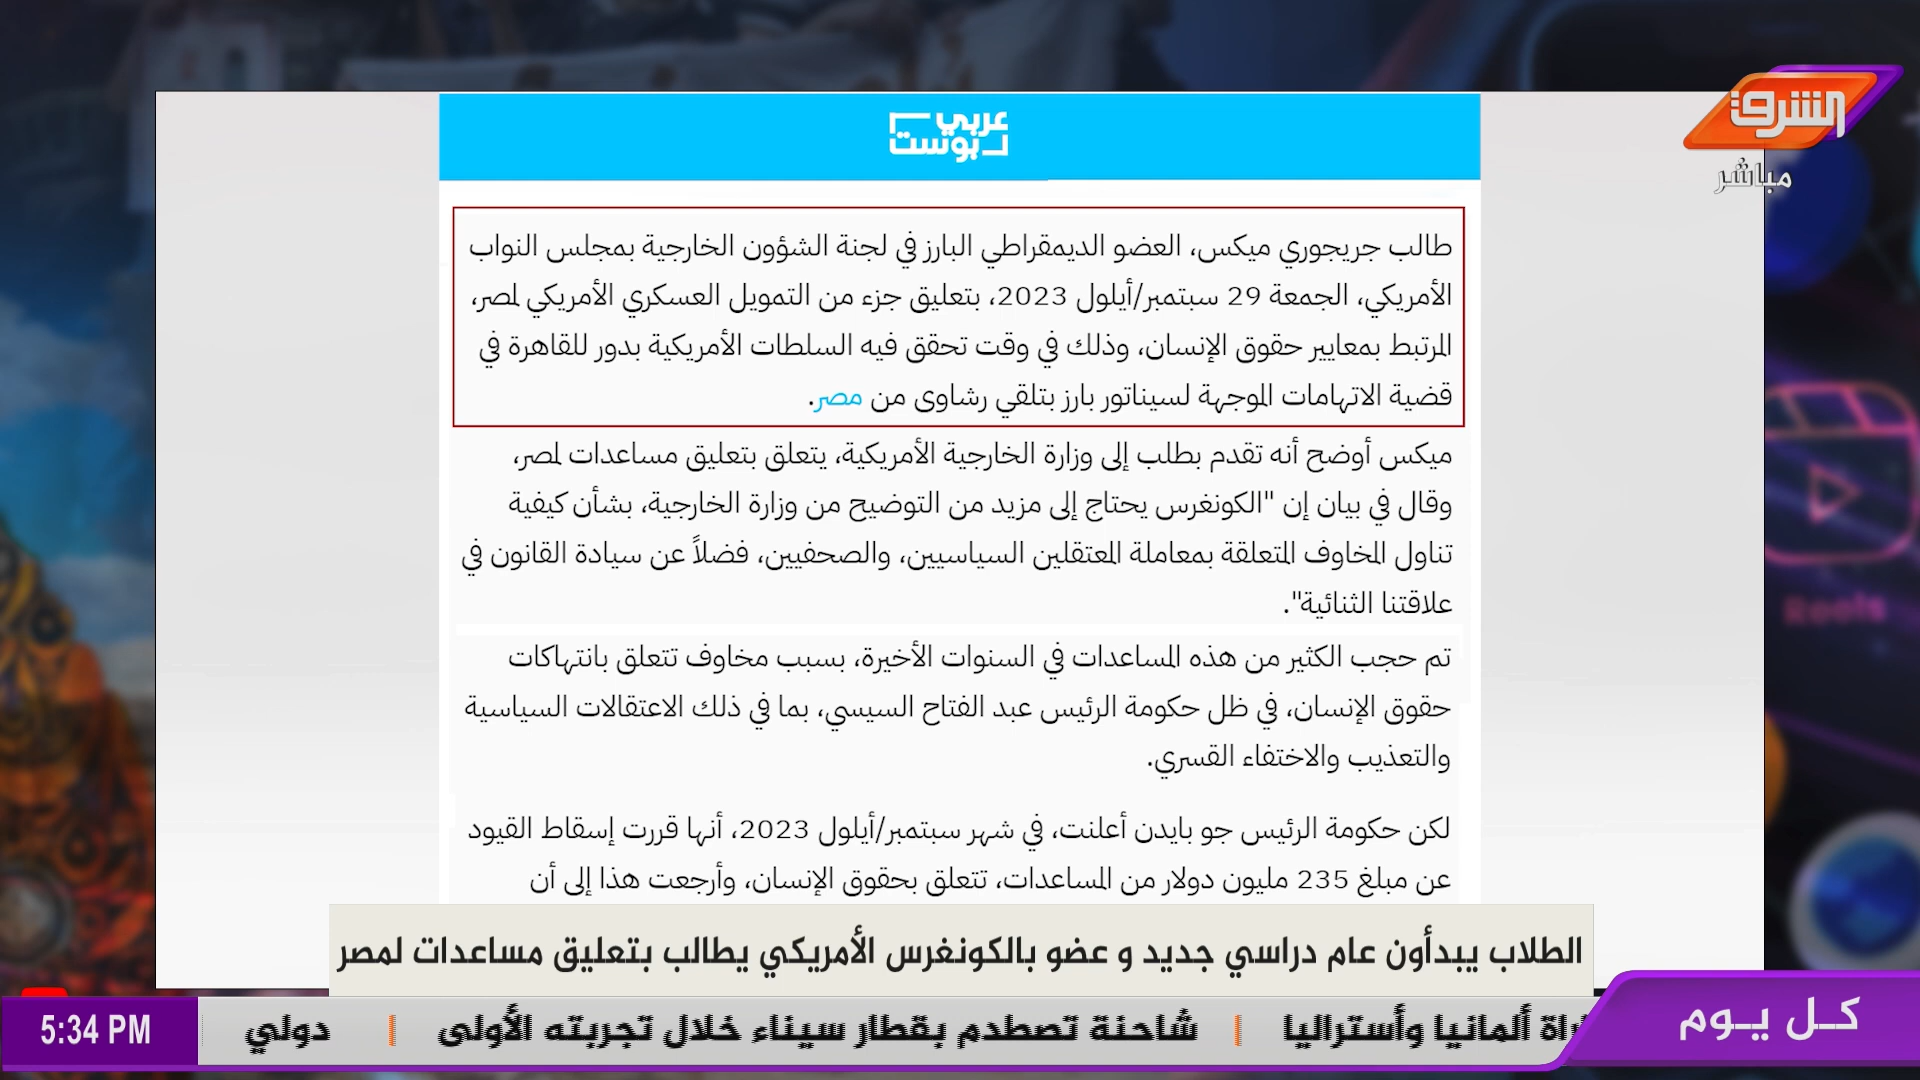 الشرق
مباشر
عربي
بوست
طالب جريجوري ميكس، العضو الديمقراطي البارز في لجنة الشؤون الخارجية بمجلس النواب
الأمريكي، الجمعة 29 سبتمبر/أيلول 2023، بتعليق جزء من التمويل العسكري الأمريكي لمصر،
المرتبط بمعايير حقوق الإنسان، وذلك في وقت تحقق فيه السلطات الأمريكية بدور للقاهرة في
قضية الاتهامات الموجهة لسيناتور بارز بتلقي رشاوى من مصر.
ميكس أوضح أنه تقدم بطلب إلى وزارة الخارجية الأمريكية، يتعلق بتعليق مساعدات لمصر،
وقال في بيان إن "الكونغرس يحتاج إلى مزيد من التوضيح من وزارة الخارجية، بشأن كيفية
تناول المخاوف المتعلقة بمعاملة المعتقلين السياسيين، والصحفيين، فضلاً عن سيادة القانون في
علاقتنا الثنائية".
تم حجب الكثير من هذه المساعدات في السنوات الأخيرة، بسبب مخاوف تتعلق بانتهاكات
حقوق الإنسان، في ظل حكومة الرئيس عبد الفتاح السيسي، بما في ذلك الاعتقالات السياسية
والتعذيب والاختفاء القسري.
لكن حكومة الرئيس جو بايدن أعلنت، في شهر سبتمبر/أيلول 2023، أنها قررت إسقاط القيود
عن مبلغ 235 مليون دولار من المساعدات، تتعلق بحقوق الإنسان، وأرجعت هذا إلى أن
Reels
الطلاب يبدأون عام دراسي جديد و عضو بالكونغرس الأمريكي يطالب بتعليق مساعدات لمصر
كل يوم
ألمانيا وأستراليا | شاحنة تصطدم بقطار سيناء خلال تجربته الأولى | دولي
5:34 PM